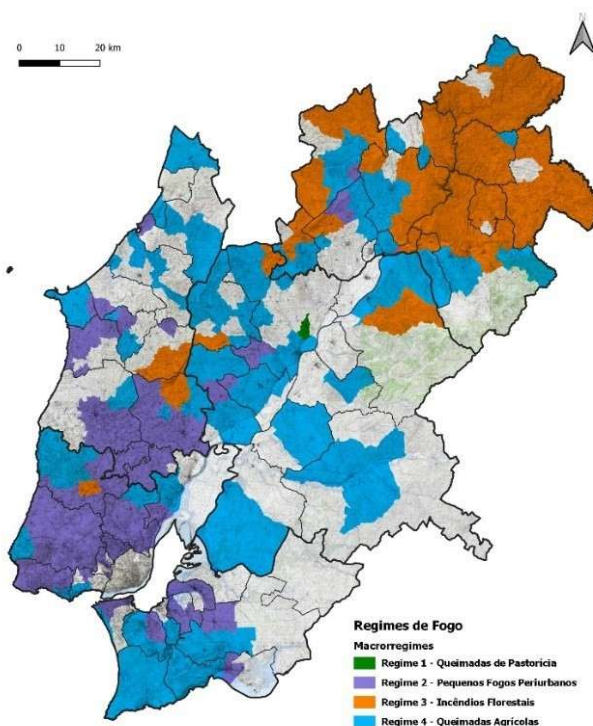 N
0 10 20 km
Regimes de Fogo
Macrorregimes
Regime 1 - Queimadas de Pastorícia
Regime 2 - Pequenos Fogos Periurbanos
Regime 3 - Incêndios Florestais
Regime 4 - Queimadas Agrícolas